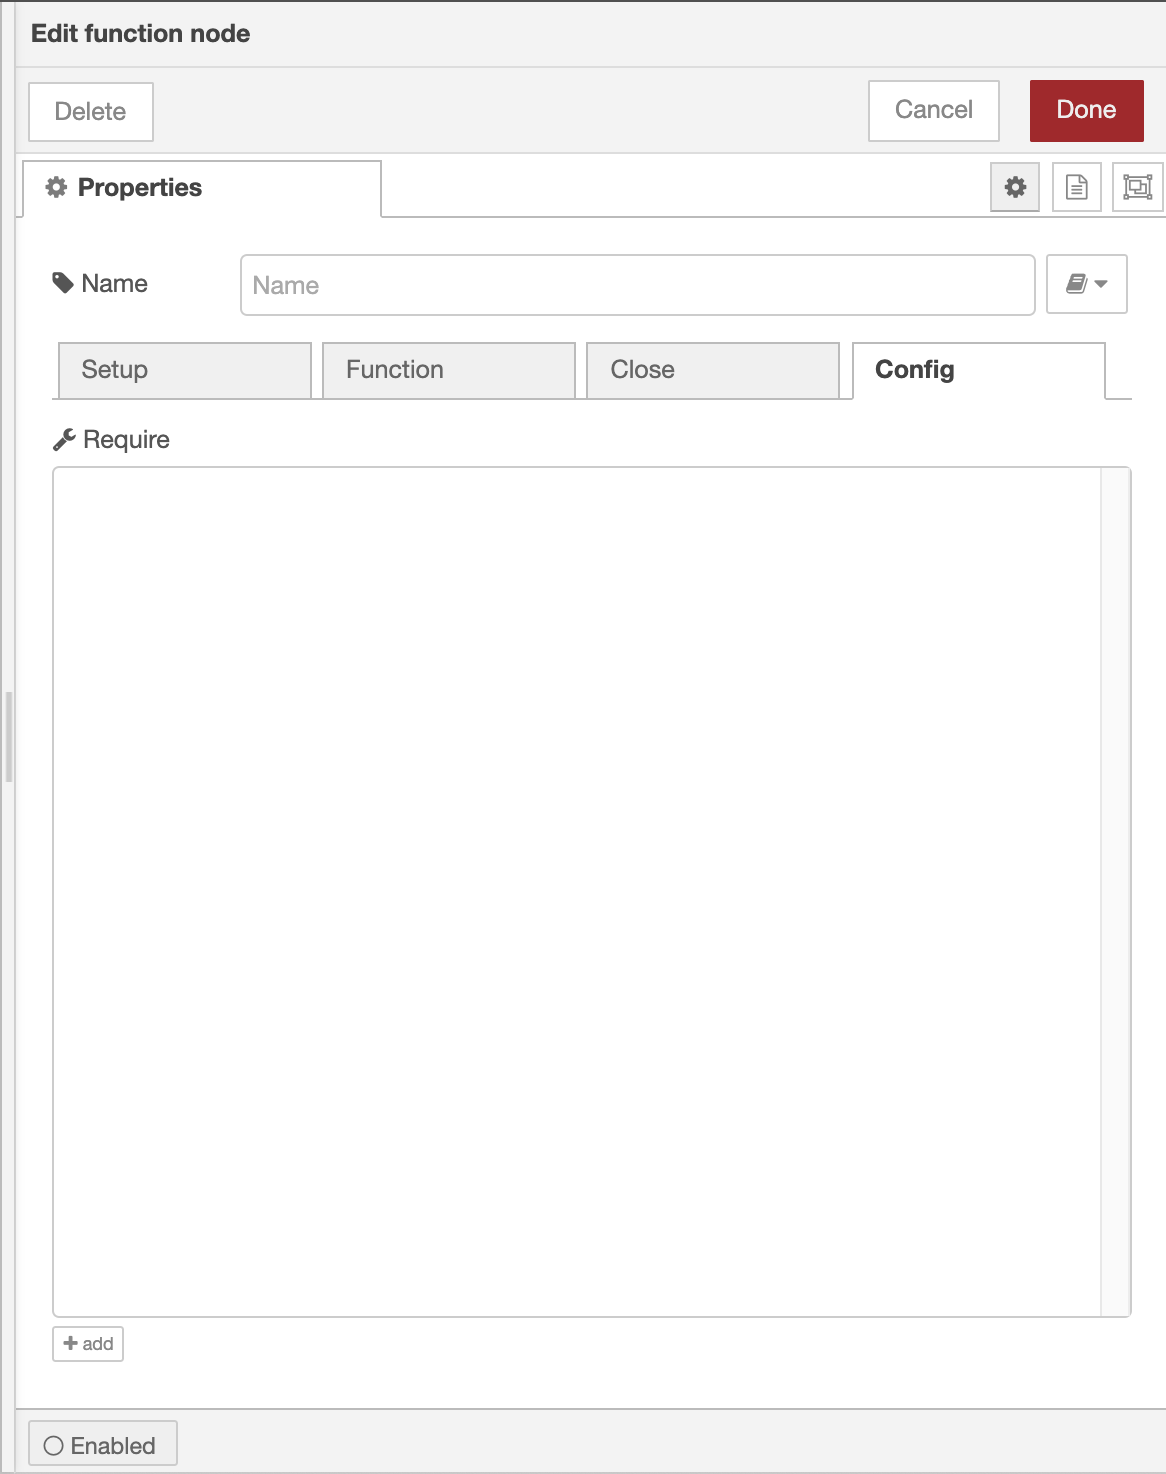 Edit function node
Delete
Cancel
Done
Properties
Name
Name
Setup
Function
Close
Config
Require
add
Enabled